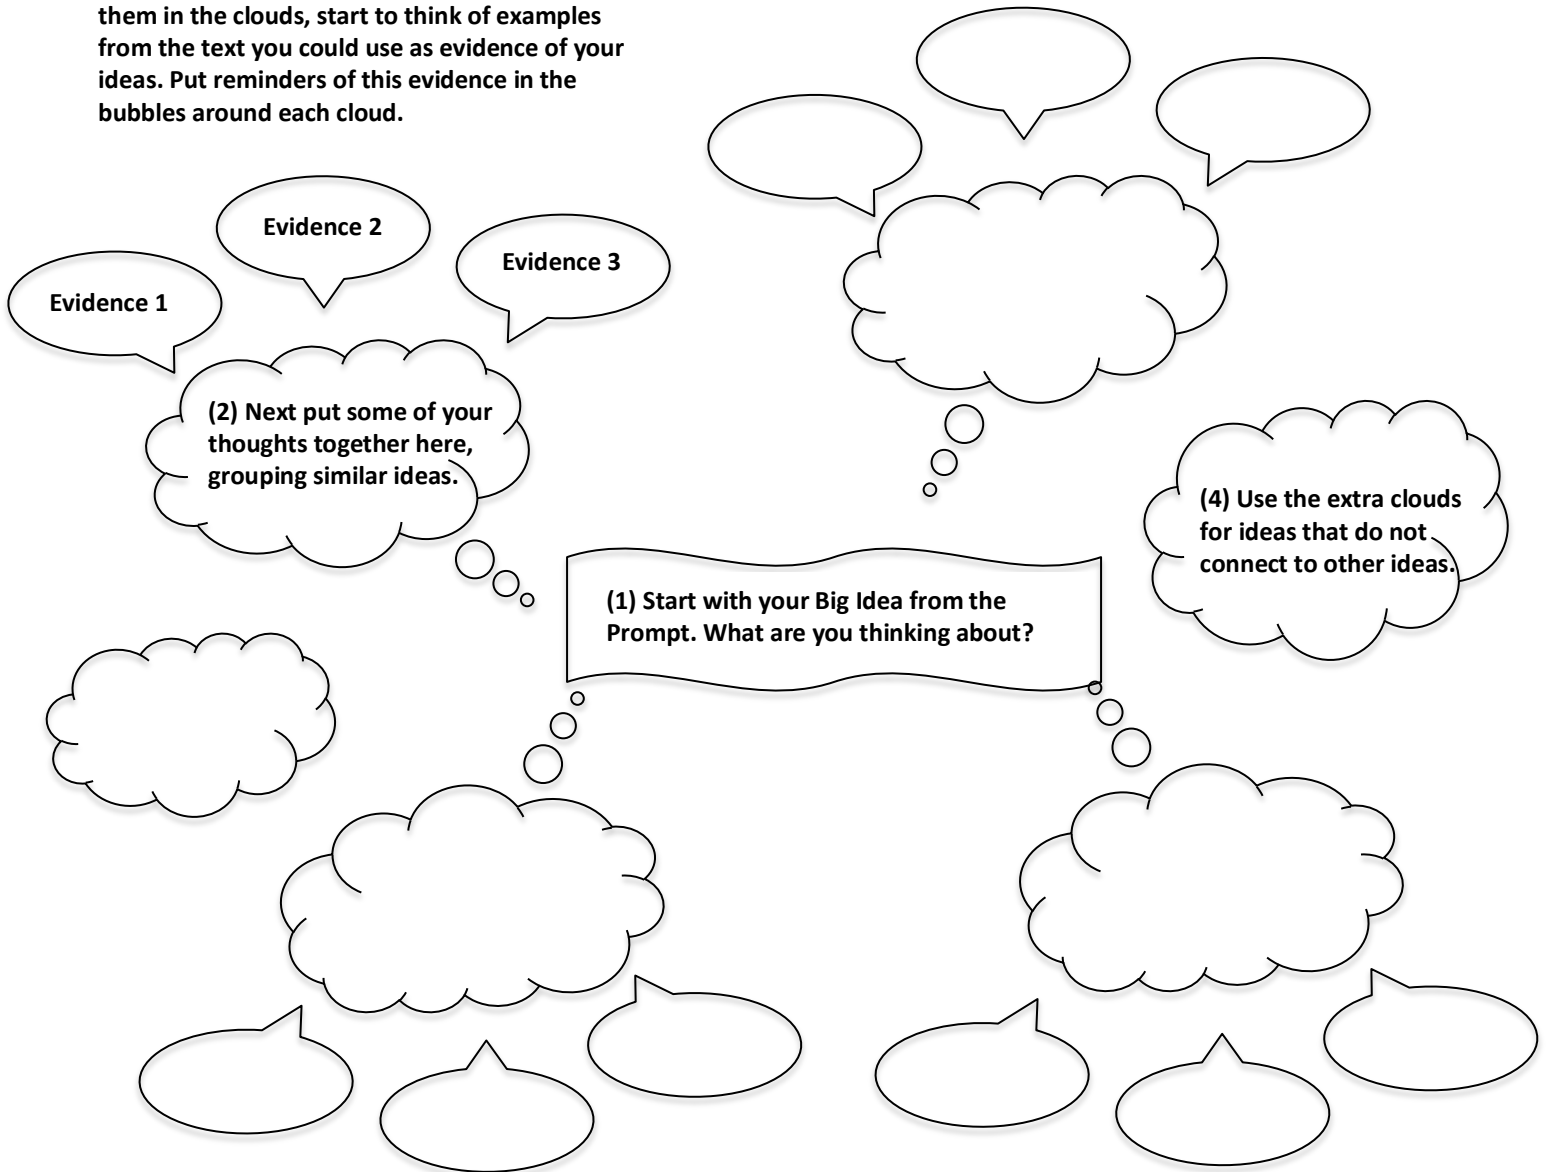 them in the clouds, start to think of examples
from the text you could use as evidence of your
ideas. Put reminders of this evidence in the
bubbles around each cloud.
Evidence 1
Evidence 2
Evidence 3
(2) Next put some of your
thoughts together here,
grouping similar ideas.
(4) Use the extra clouds
for ideas that do not
connect to other ideas.
(1) Start with your Big Idea from the
Prompt. What are you thinking about?